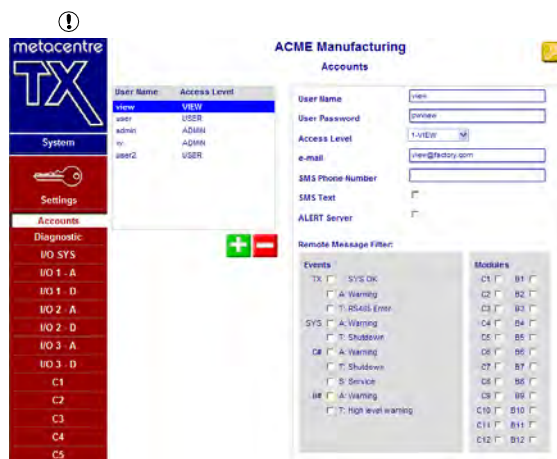 !
metacentre
TX
ACME Manufacturing
Accounts
System
Settings
Accounts
Diagnostic
I/O SYS
I/O 1 - A
I/O 1 - D
I/O 2 - A
I/O 2 - D
I/O 3 - A
I/O 3 - D
C1
C2
C3
C4
C5
User Name Access Level
view VIEW
user USER
admin ADMIN
ADMIN
user2 USER
User Name view
User Password
Access Level 1-VIEW
e-mail view@factory.com
SMS Phone Number
SMS Text
ALERT Server
Remote Message Filter:
Events Modules
TX SYS OK C1 B1
A: Warning C2 B2
T: RS485 Error C3 B3
SYS A: Warning C4 B4
T: Shutdown C5 B5
C# A: Warning C6 B6
T: Shutdown C7 B7
S: Service C8 B8
B# A: Warning C9 B9
T: High level warning C10 B10
C11 B11
C12 B12